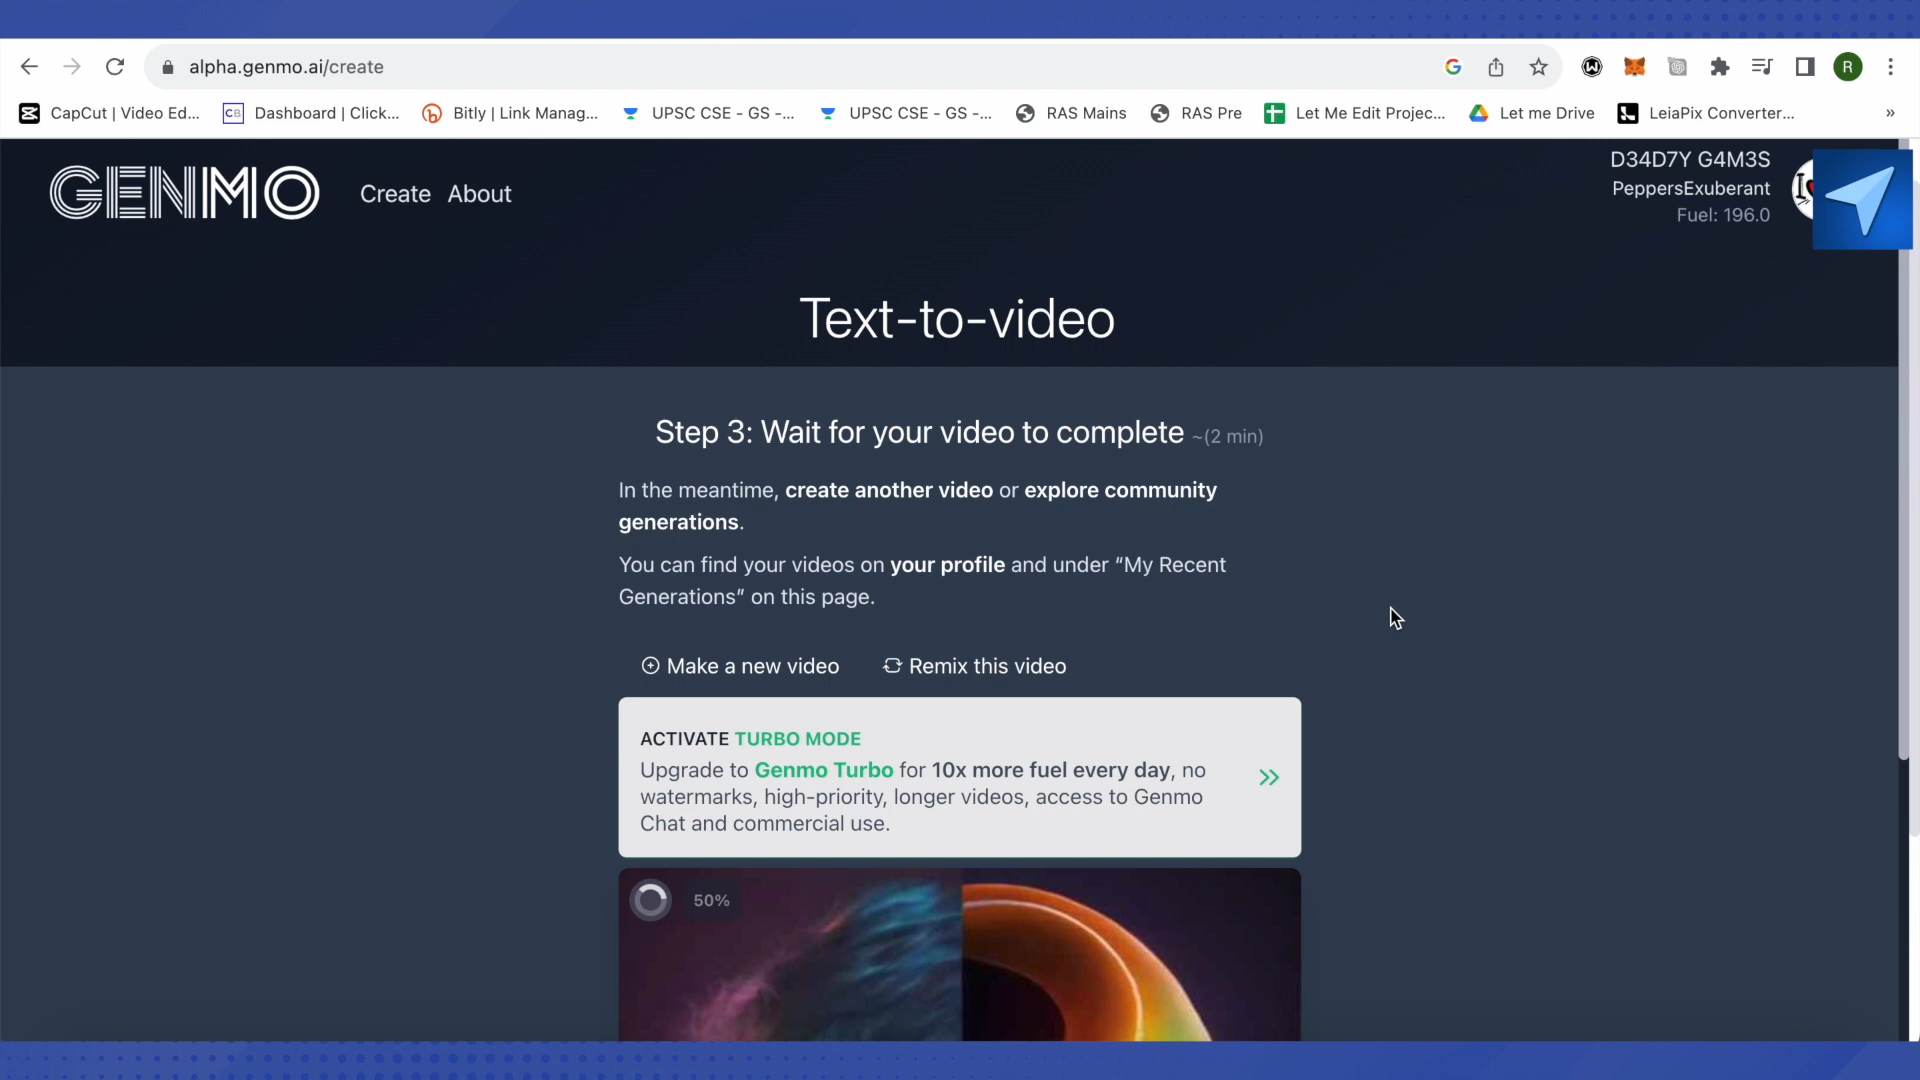 alpha.genmo.ai/create
R
CapCut | Video Ed...
CB Dashboard | Click...
Bitly | Link Manag...
UPSC CSE - GS -...
UPSC CSE - GS -...
RAS Mains
RAS Pre
Let Me Edit Projec...
Let me Drive
LeiaPix Converter...
»
GENMO
Create
About
D34D7Y G4M3S
PeppersExuberant
Fuel: 196.0
Text-to-video
Step 3: Wait for your video to complete ~(2 min)
In the meantime, create another video or explore community
generations.
You can find your videos on your profile and under “My Recent
Generations” on this page.
Make a new video
Remix this video
ACTIVATE TURBO MODE
Upgrade to Genmo Turbo for 10x more fuel every day, no
watermarks, high-priority, longer videos, access to Genmo
Chat and commercial use.
50%